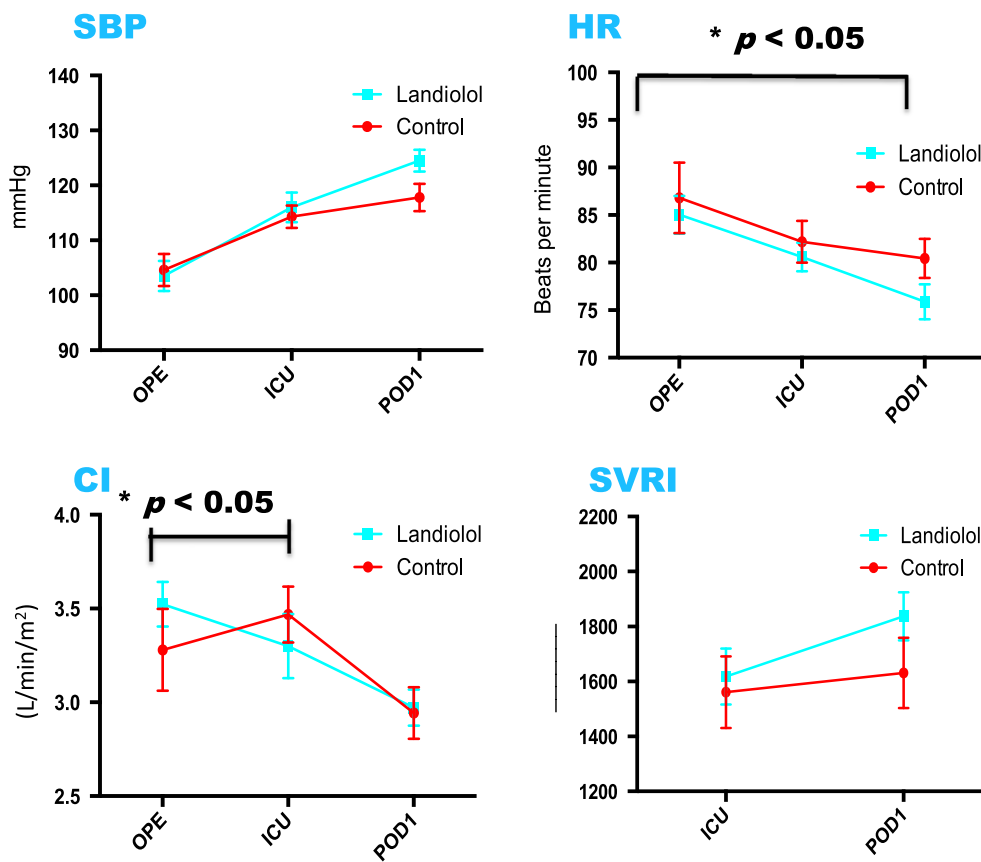 SBP
140
130
120
110
100
90
mmHg
Landiolol
Control
OPE
ICU
POD1
HR
* p < 0.05
100
95
90
85
80
75
70
Beats per minute
Landiolol
Control
OPE
ICU
POD1
CI
* p < 0.05
4.0
3.5
3.0
2.5
(L/min/m²)
Landiolol
Control
OPE
ICU
POD1
SVRI
2200
2000
1800
1600
1400
1200
Landiolol
Control
ICU
POD1